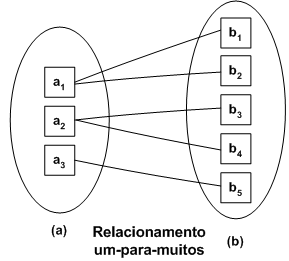 a1
a2
a3
b1
b2
b3
b4
b5
(a)
(b)
Relacionamento
um-para-muitos